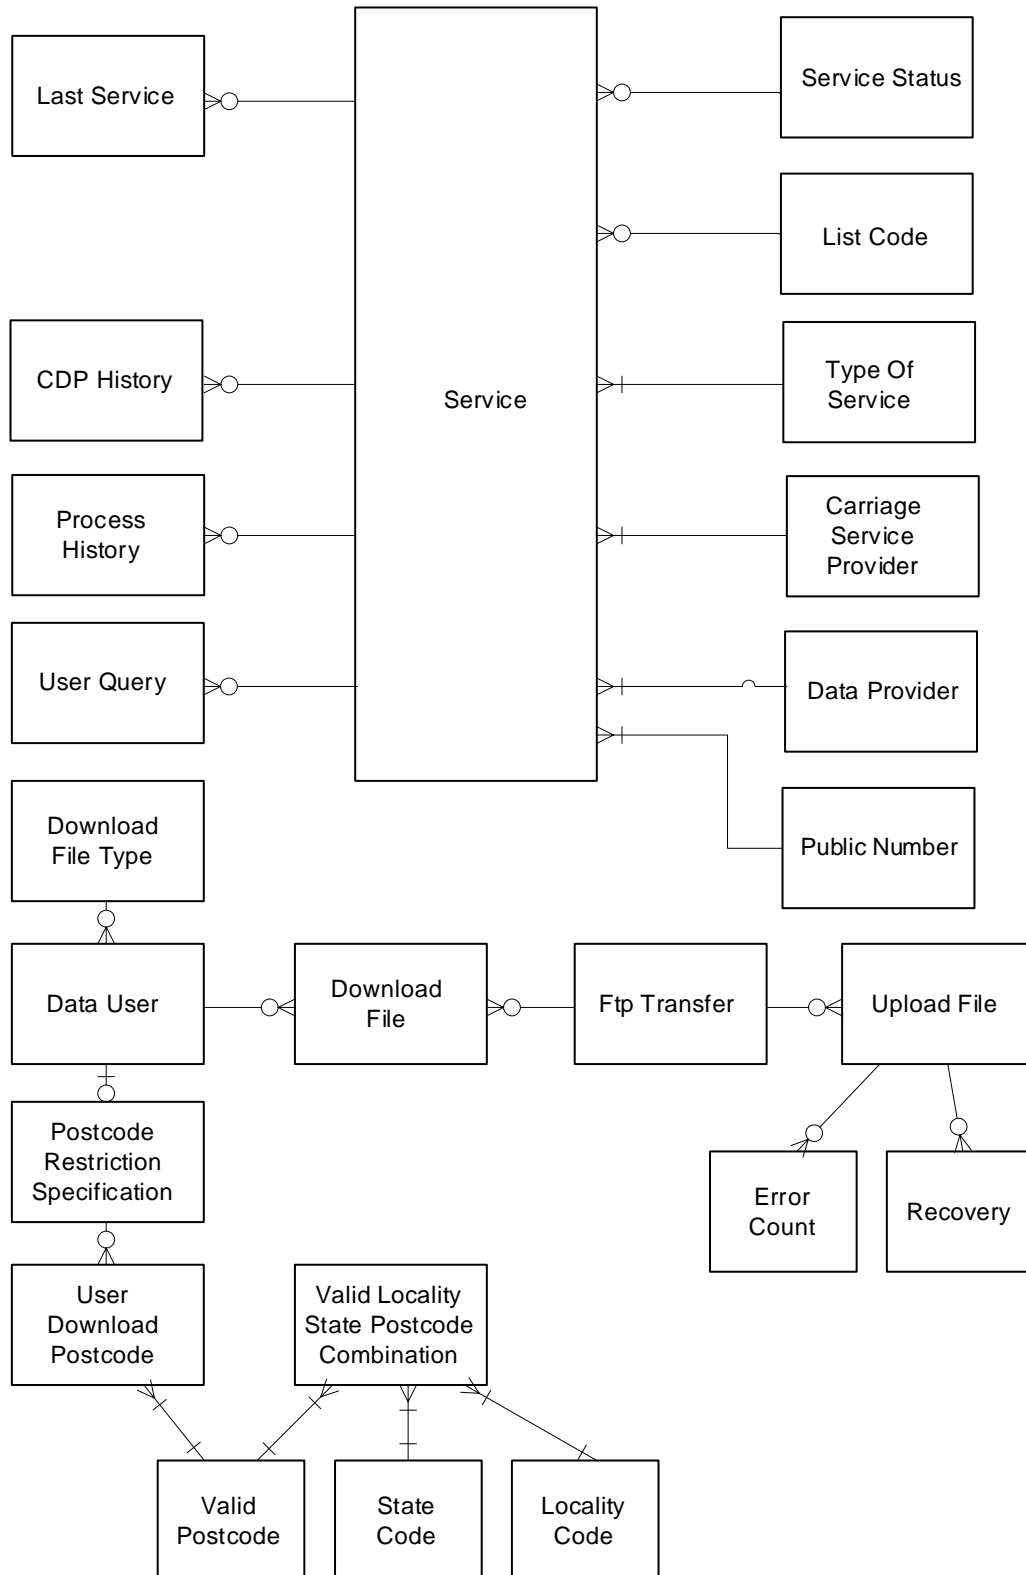 Last Service
Service Status
List Code
CDP History
Service
Type Of
Service
Process
History
Carriage
Service
Provider
User Query
Data Provider
Download
File Type
Public Number
Data User
Download
File
Ftp Transfer
Upload File
Postcode
Restriction
Specification
Error
Count
Recovery
User
Download
Postcode
Valid Locality
State Postcode
Combination
Valid
Postcode
State
Code
Locality
Code